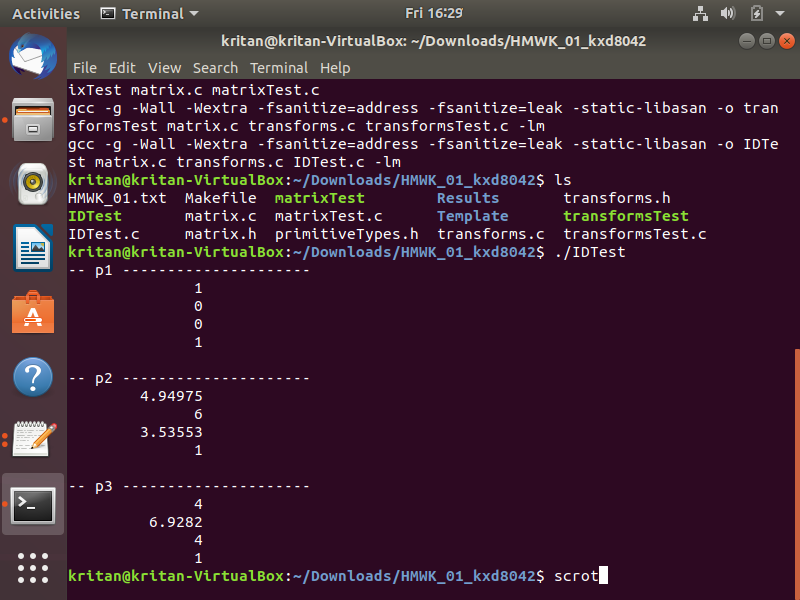 Activities Terminal Fri 16:29
kritan@kritan-VirtualBox: ~/Downloads/HMWK_01_kxd8042
File Edit View Search Terminal Help
ixTest matrix.c matrixTest.c
gcc -g -Wall -Wextra -fsanitize=address -fsanitize=leak -static-libasan -o tran
sformsTest matrix.c transforms.c transformsTest.c -lm
gcc -g -Wall -Wextra -fsanitize=address -fsanitize=leak -static-libasan -o IDTe
st matrix.c transforms.c IDTest.c -lm
kritan@kritan-VirtualBox:~/Downloads/HMWK_01_kxd8042$ ls
HMWK_01.txt  Makefile  matrixTest        Results       transforms.h
IDTest       matrix.c  matrixTest.c      Template      transformsTest
IDTest.c     matrix.h  primitiveTypes.h  transforms.c  transformsTest.c
kritan@kritan-VirtualBox:~/Downloads/HMWK_01_kxd8042$ ./IDTest
-- p1 ---------------------
              1
              0
              0
              1
-- p2 ---------------------
        4.94975
              6
        3.53553
              1
-- p3 ---------------------
              4
         6.9282
              4
              1
kritan@kritan-VirtualBox:~/Downloads/HMWK_01_kxd8042$ scrot